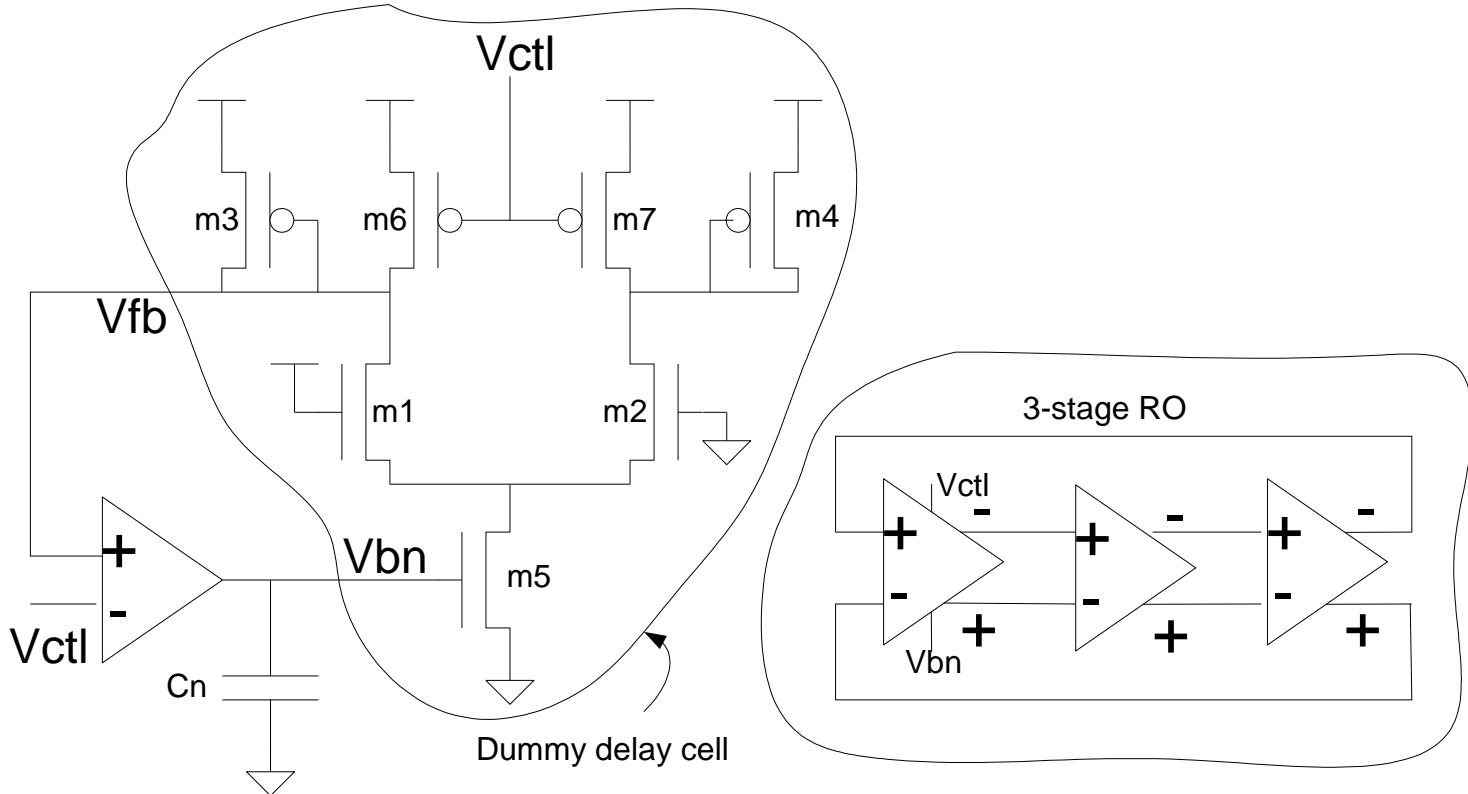 Vctl
m3
m6
m7
m4
Vfb
m1
m2
3-stage RO
Vctl
-
-
-
+
+
+
+
Vbn
m5
-
-
-
-
Vctl
+
+
+
Vbn
Cn
Dummy delay cell